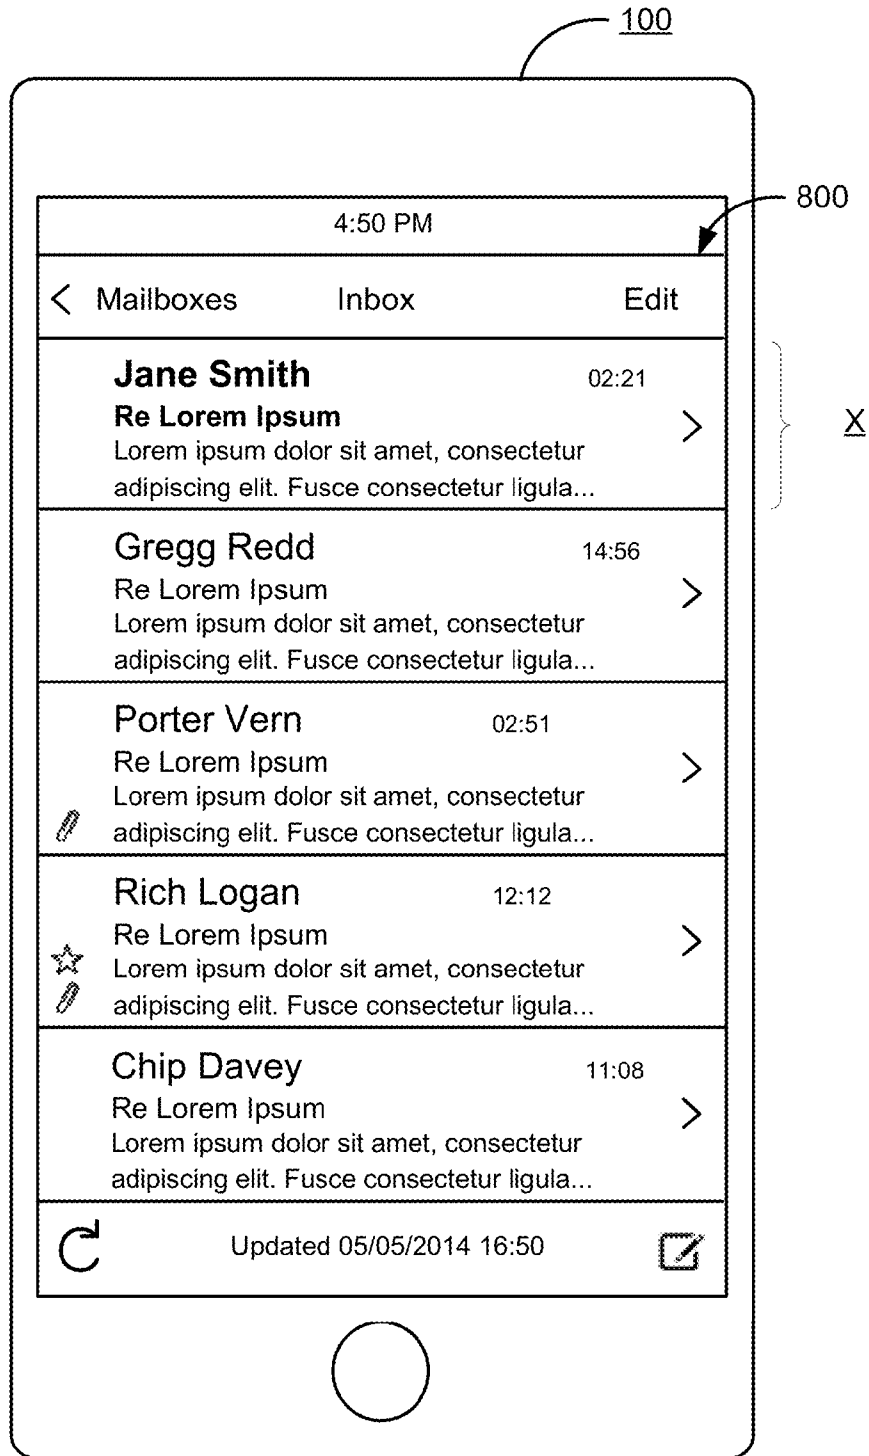 100
800
4:50 PM
< Mailboxes Inbox Edit
Jane Smith 02:21
Re Lorem Ipsum
Lorem ipsum dolor sit amet, consectetur
adipiscing elit. Fusce consectetur ligula...
X
Gregg Redd 14:56
Re Lorem Ipsum
Lorem ipsum dolor sit amet, consectetur
adipiscing elit. Fusce consectetur ligula...
Porter Vern 02:51
Re Lorem Ipsum
Lorem ipsum dolor sit amet, consectetur
adipiscing elit. Fusce consectetur ligula...
Rich Logan 12:12
Re Lorem Ipsum
Lorem ipsum dolor sit amet, consectetur
adipiscing elit. Fusce consectetur ligula...
Chip Davey 11:08
Re Lorem Ipsum
Lorem ipsum dolor sit amet, consectetur
adipiscing elit. Fusce consectetur ligula...
Updated 05/05/2014 16:50